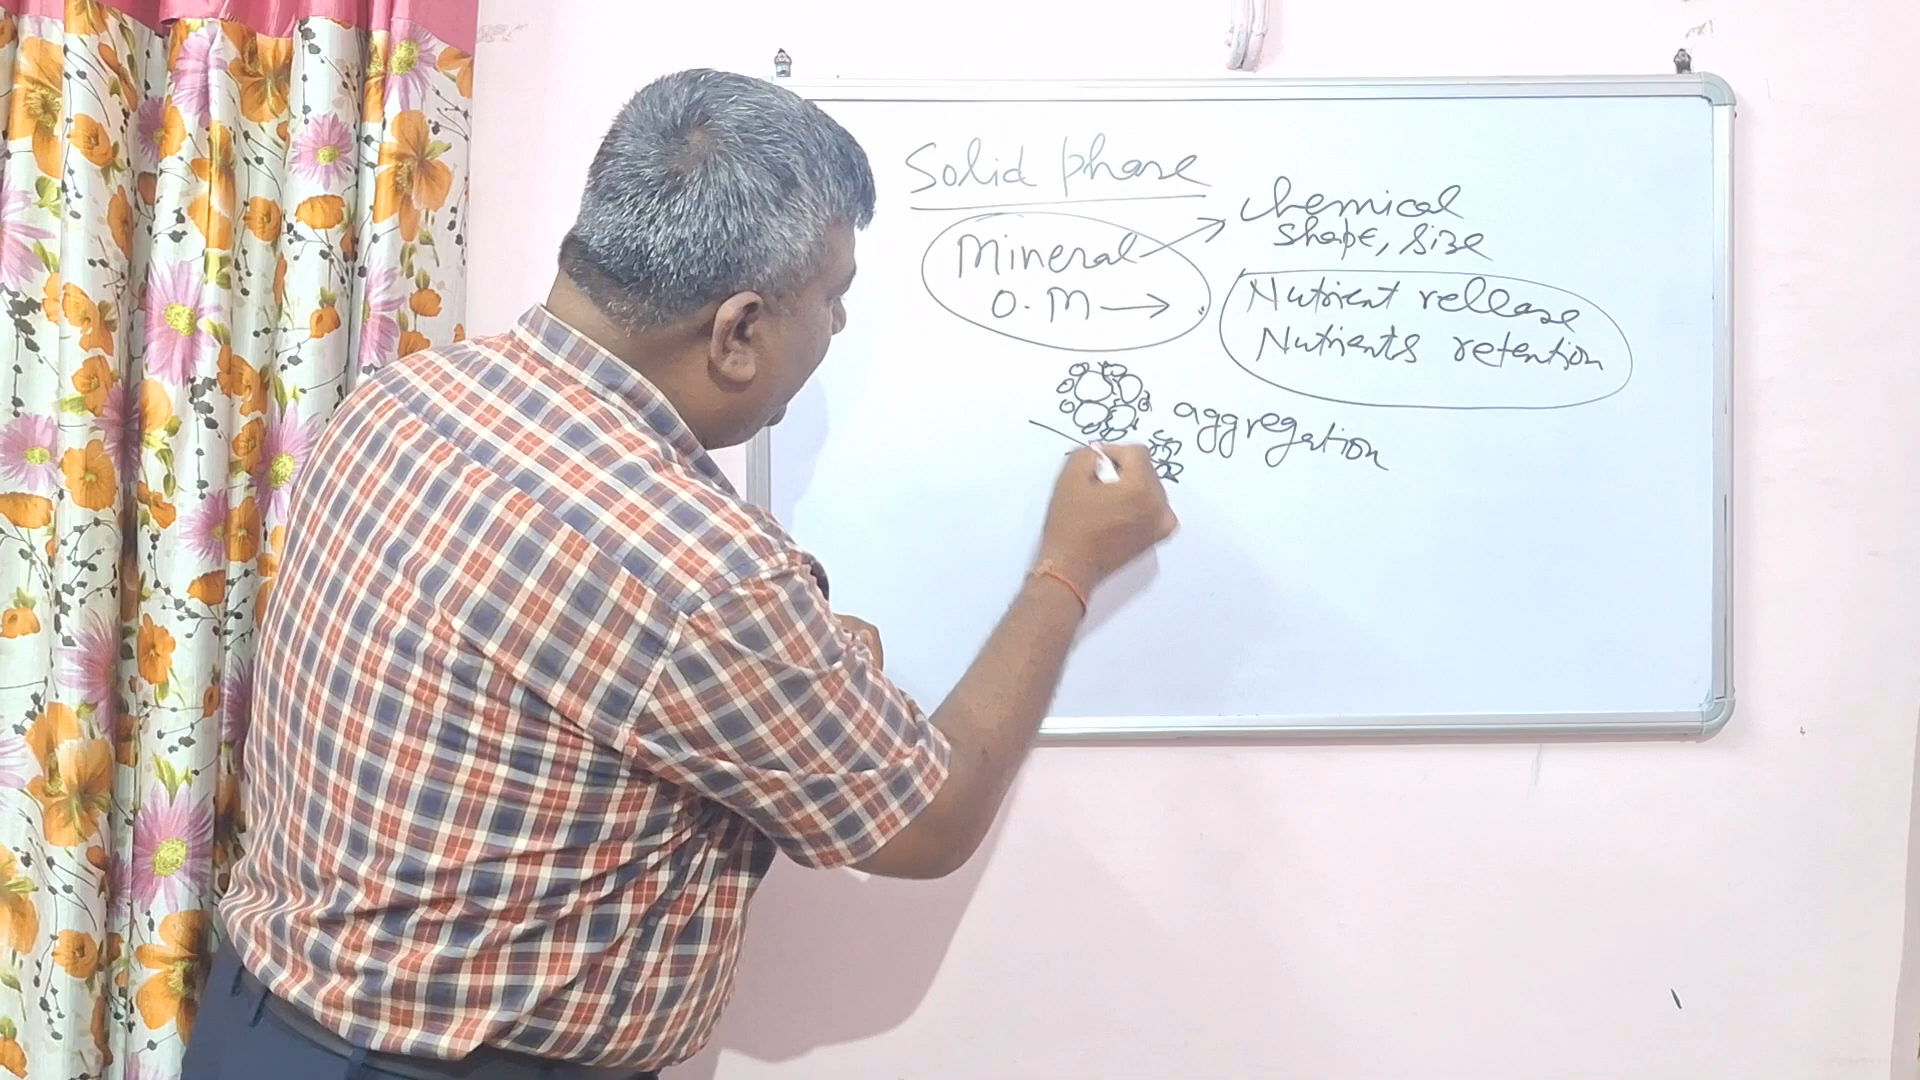 Solid phase
Mineral
O.M
chemical
shape, size
Nutrient release
Nutrients retention
aggregation